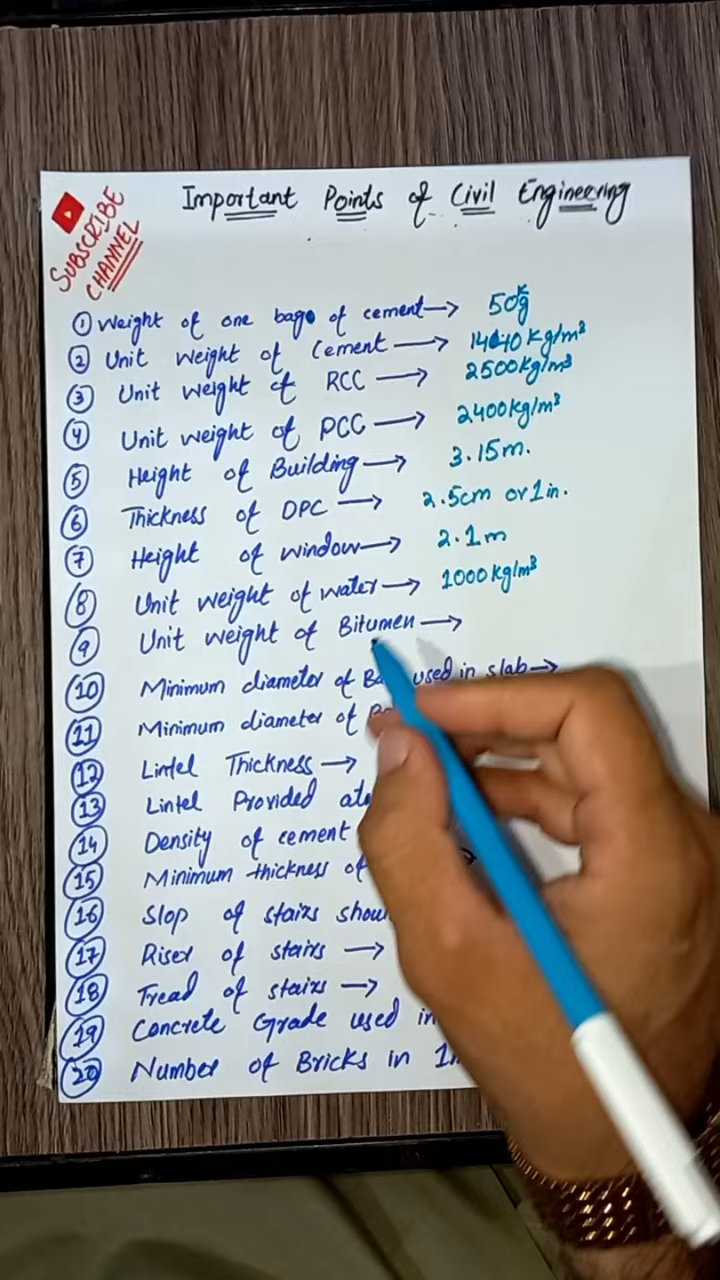 SUBSCRIBE
CHANNEL
Important Points of Civil Engineering
① Weight of one bag of cement → 50kg
② Unit weight of Cement → 1440 kg/m³
③ Unit weight of RCC → 2500kg/m³
④ Unit weight of PCC → 2400kg/m³
⑤ Height of Building → 3.15m.
⑥ Thickness of DPC → 2.5cm or 1in.
⑦ Height of window → 2.1m
⑧ Unit weight of water → 1000kg/m³
⑨ Unit weight of Bitumen →
⑩ Minimum diameter of used in slab →
⑪ Minimum diameter of
⑫ Lintel Thickness →
⑬ Lintel Provided at
⑭ Density of cement
⑮ Minimum thickness of
⑯ Slop of stairs
⑰ Riser of stairs →
⑱ Tread of stairs →
⑲ Concrete Grade used in
⑳ Number of Bricks in